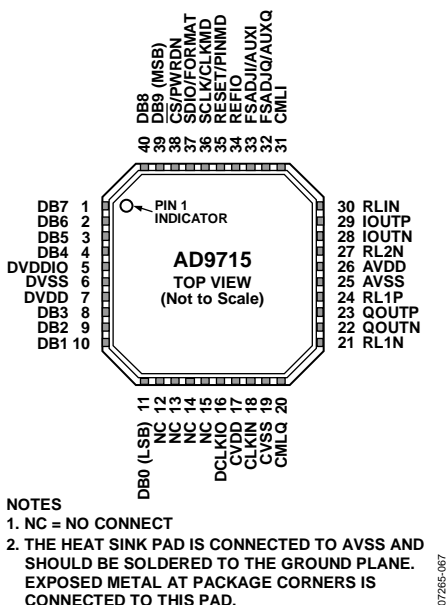 40 DB8
39 DB9 (MSB)
38 CS/PWRDN
37 SDIO/FORMAT
36 SCLK/CLKMD
35 RESET/PINMD
34 REFIO
33 FSADJI/AUXI
32 FSADJQ/AUXQ
31 CMLI
DB7 1
DB6 2
DB5 3
DB4 4
DVDDIO 5
DVSS 6
DVDD 7
DB3 8
DB2 9
DB1 10
PIN 1
INDICATOR
AD9715
TOP VIEW
(Not to Scale)
30 RLIN
29 IOUTP
28 IOUTN
27 RL2N
26 AVDD
25 AVSS
24 RL1P
23 QOUTP
22 QOUTN
21 RL1N
DB0 (LSB) 11
NC 12
NC 13
NC 14
NC 15
DCLKIO 16
CVDD 17
CLKIN 18
CVSS 19
CMLQ 20
NOTES
1. NC = NO CONNECT
2. THE HEAT SINK PAD IS CONNECTED TO AVSS AND
SHOULD BE SOLDERED TO THE GROUND PLANE.
EXPOSED METAL AT PACKAGE CORNERS IS
CONNECTED TO THIS PAD.
07265-067